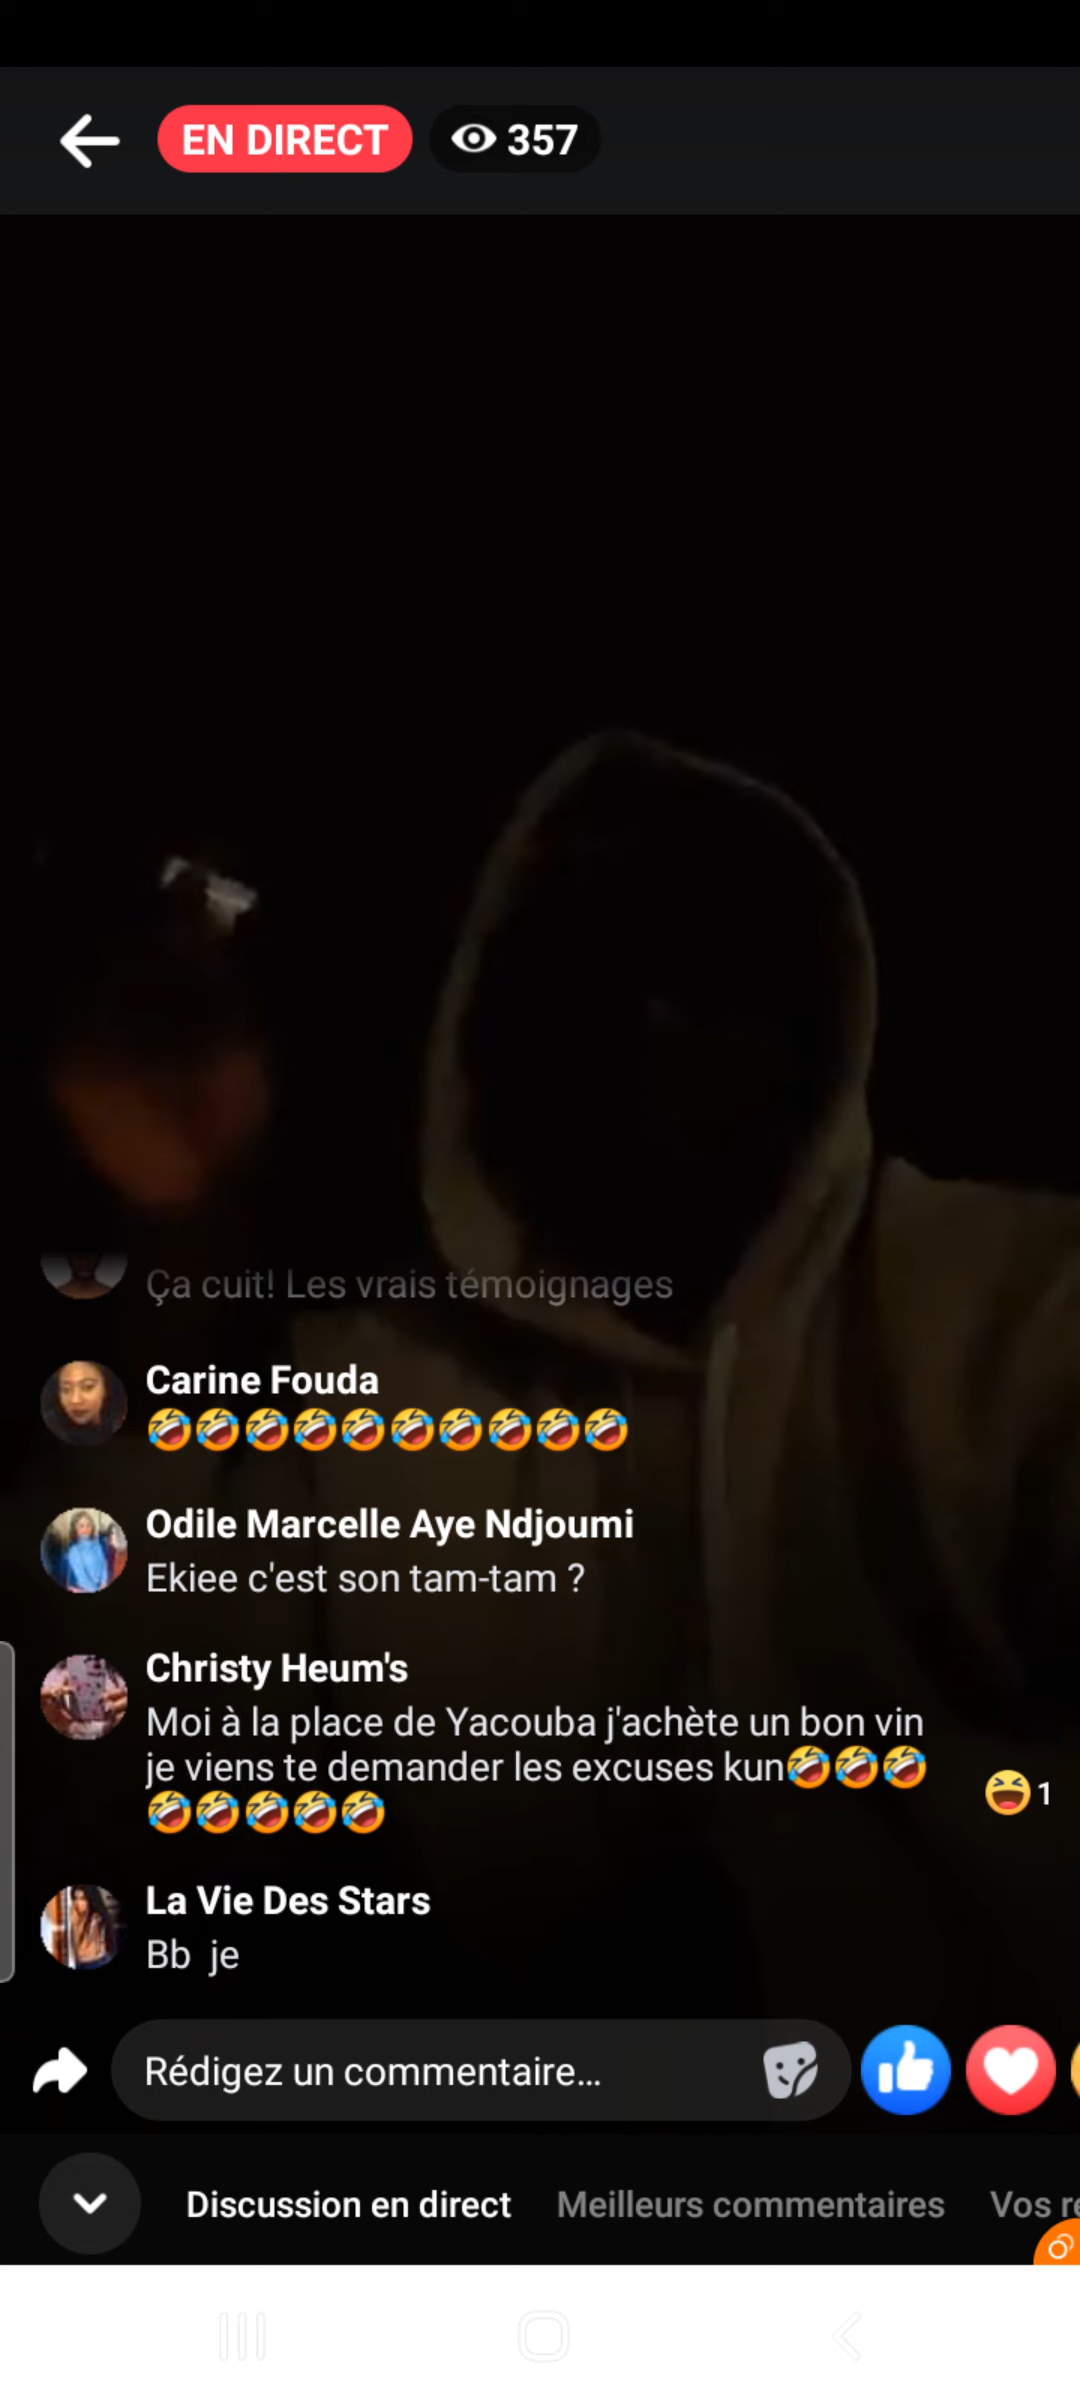 EN DIRECT 357
Ça cuit! Les vrais témoignages
Carine Fouda
🤣🤣🤣🤣🤣🤣🤣🤣🤣🤣
Odile Marcelle Aye Ndjoumi
Ekiee c'est son tam-tam ?
Christy Heum's
Moi à la place de Yacouba j'achète un bon vin
je viens te demander les excuses kun🤣🤣🤣
🤣🤣🤣🤣🤣
😆 1
La Vie Des Stars
Bb je
Rédigez un commentaire...
Discussion en direct Meilleurs commentaires Vos